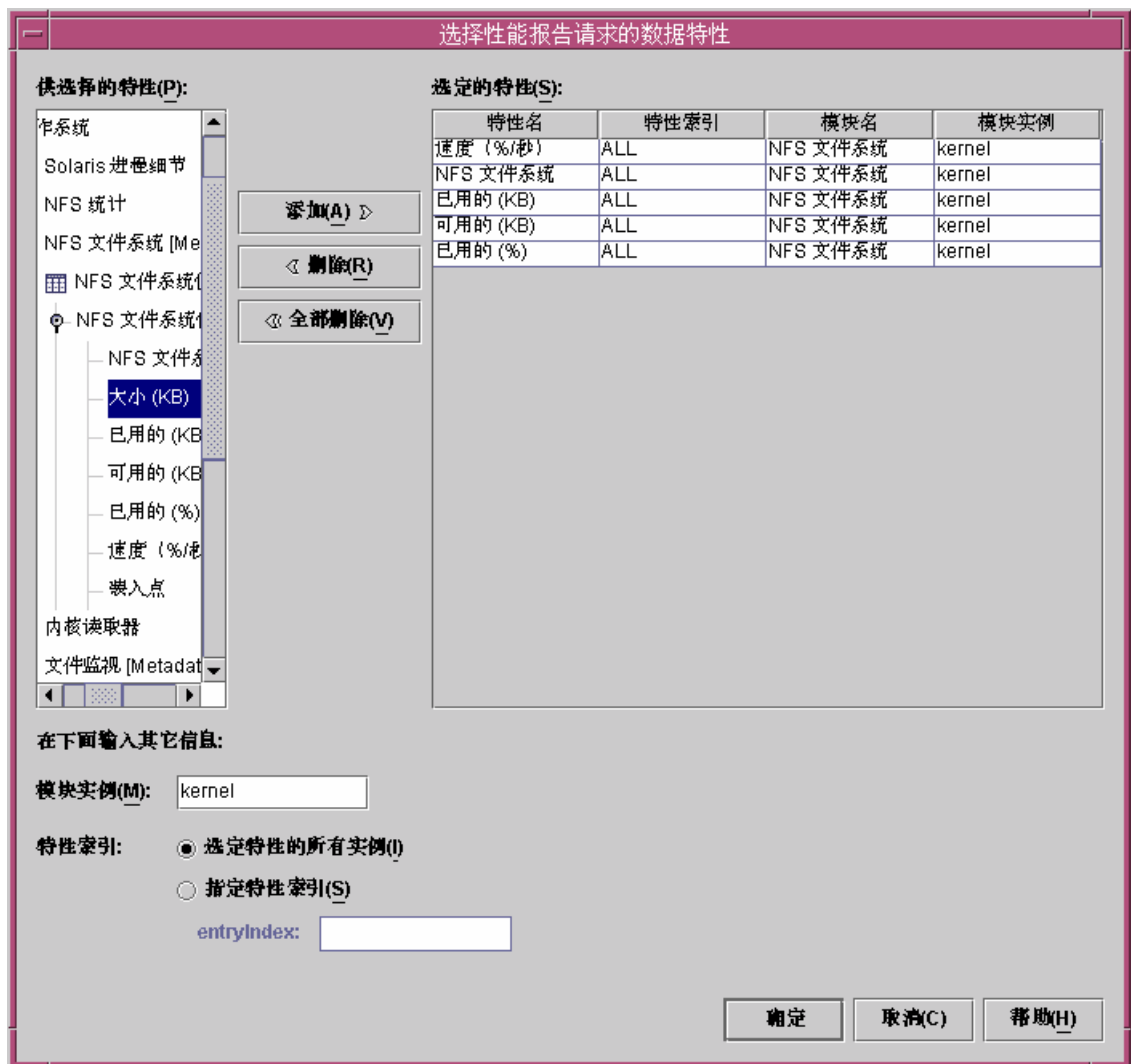 选择性能报告请求的数据特性
供选择的特性(P):
作系统
Solaris 进程细节
NFS 统计
NFS 文件系统 [Me
NFS 文件系统
NFS 文件系统
NFS 文件系
大小 (KB)
已用的 (KB
可用的 (KB
已用的 (%)
速度（%/秒
装入点
内核读取器
文件监视 [Metadat
添加(A)
删除(R)
全部删除(V)
选定的特性(S):
特性名 特性索引 模块名 模块实例
速度（%/秒） ALL NFS 文件系统 kernel
NFS 文件系统 ALL NFS 文件系统 kernel
已用的 (KB) ALL NFS 文件系统 kernel
可用的 (KB) ALL NFS 文件系统 kernel
已用的 (%) ALL NFS 文件系统 kernel
在下面输入其它信息:
模块实例(M): kernel
特性索引: 选定特性的所有实例(I)
指定特性索引(S)
entryIndex:
确定 取消(C) 帮助(H)